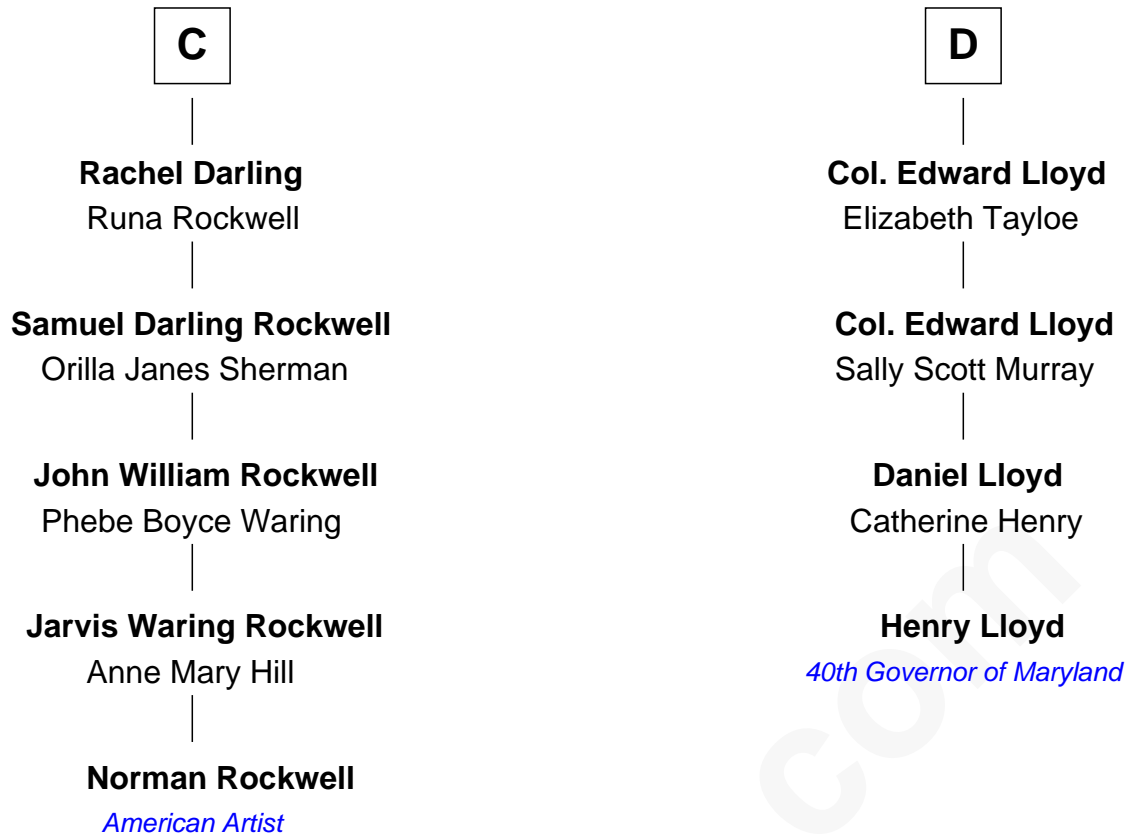 C
Rachel Darling
Runa Rockwell
Samuel Darling Rockwell
Orilla Janes Sherman
John William Rockwell
Phebe Boyce Waring
Jarvis Waring Rockwell
Anne Mary Hill
Norman Rockwell
American Artist
D
Col. Edward Lloyd
Elizabeth Tayloe
Col. Edward Lloyd
Sally Scott Murray
Daniel Lloyd
Catherine Henry
Henry Lloyd
40th Governor of Maryland
com